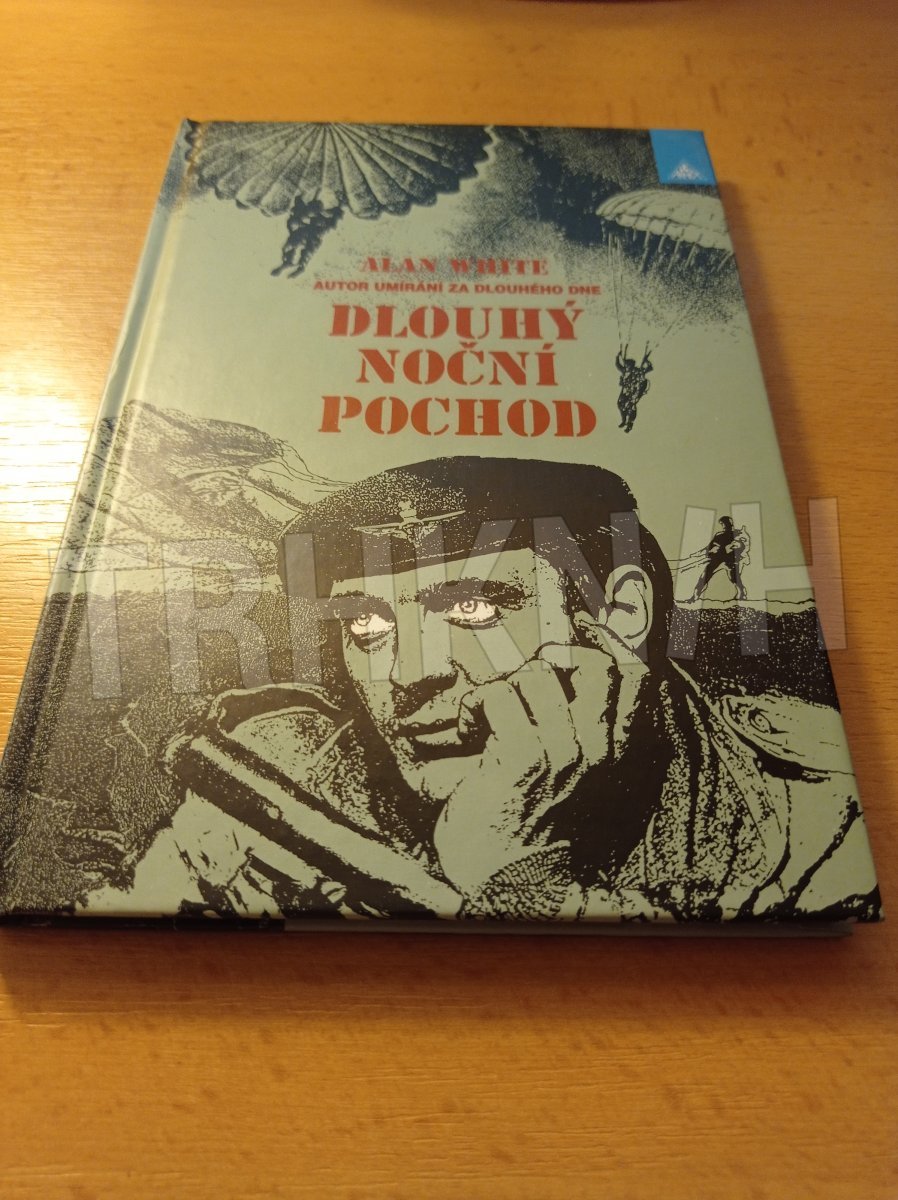 ALAN WHITE
AUTOR UMÍRÁNÍ ZA DLOUHÉHO DNE
DLOUHÝ
NOČNÍ
POCHOD
TRHKNIH